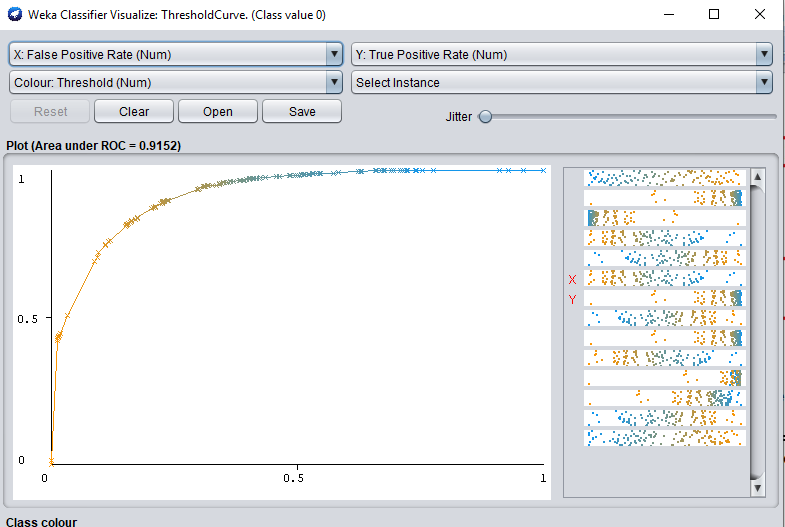 Weka Classifier Visualize: ThresholdCurve. (Class value 0)
X: False Positive Rate (Num) Y: True Positive Rate (Num)
Colour: Threshold (Num) Select Instance
Reset Clear Open Save Jitter
Plot (Area under ROC = 0.9152)
1
X
Y
0.5
0
0 0.5 1
Class colour